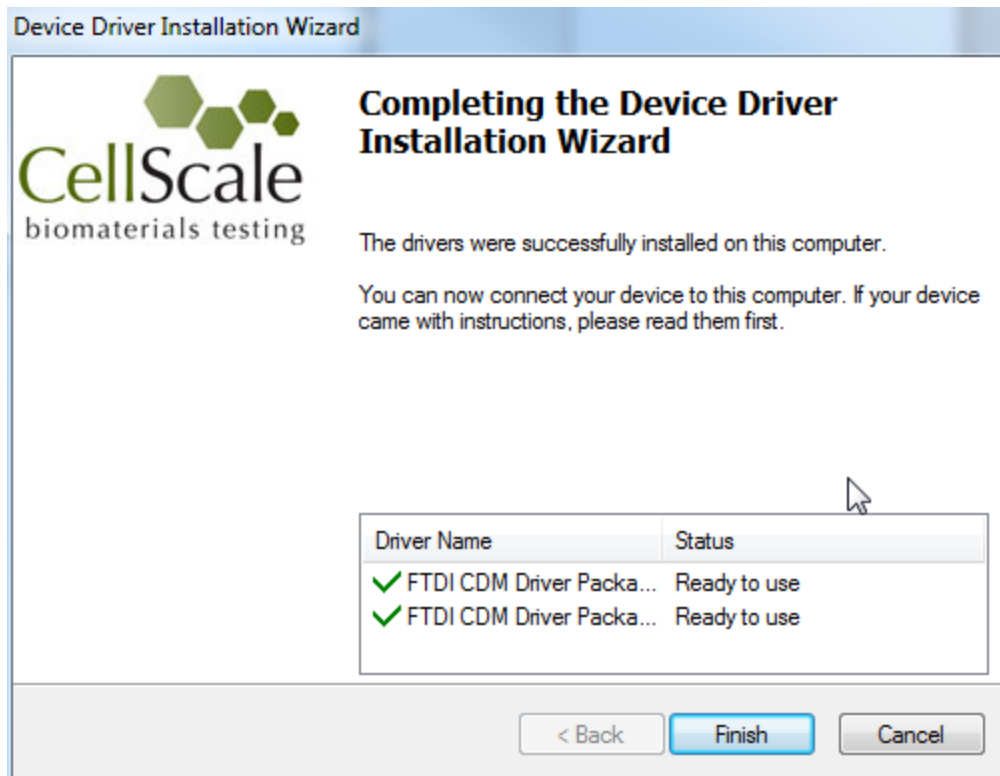 Device Driver Installation Wizard
CellScale
biomaterials testing
Completing the Device Driver
Installation Wizard
The drivers were successfully installed on this computer.
You can now connect your device to this computer. If your device
came with instructions, please read them first.
Driver Name Status
FTDI CDM Driver Packa... Ready to use
FTDI CDM Driver Packa... Ready to use
< Back Finish Cancel